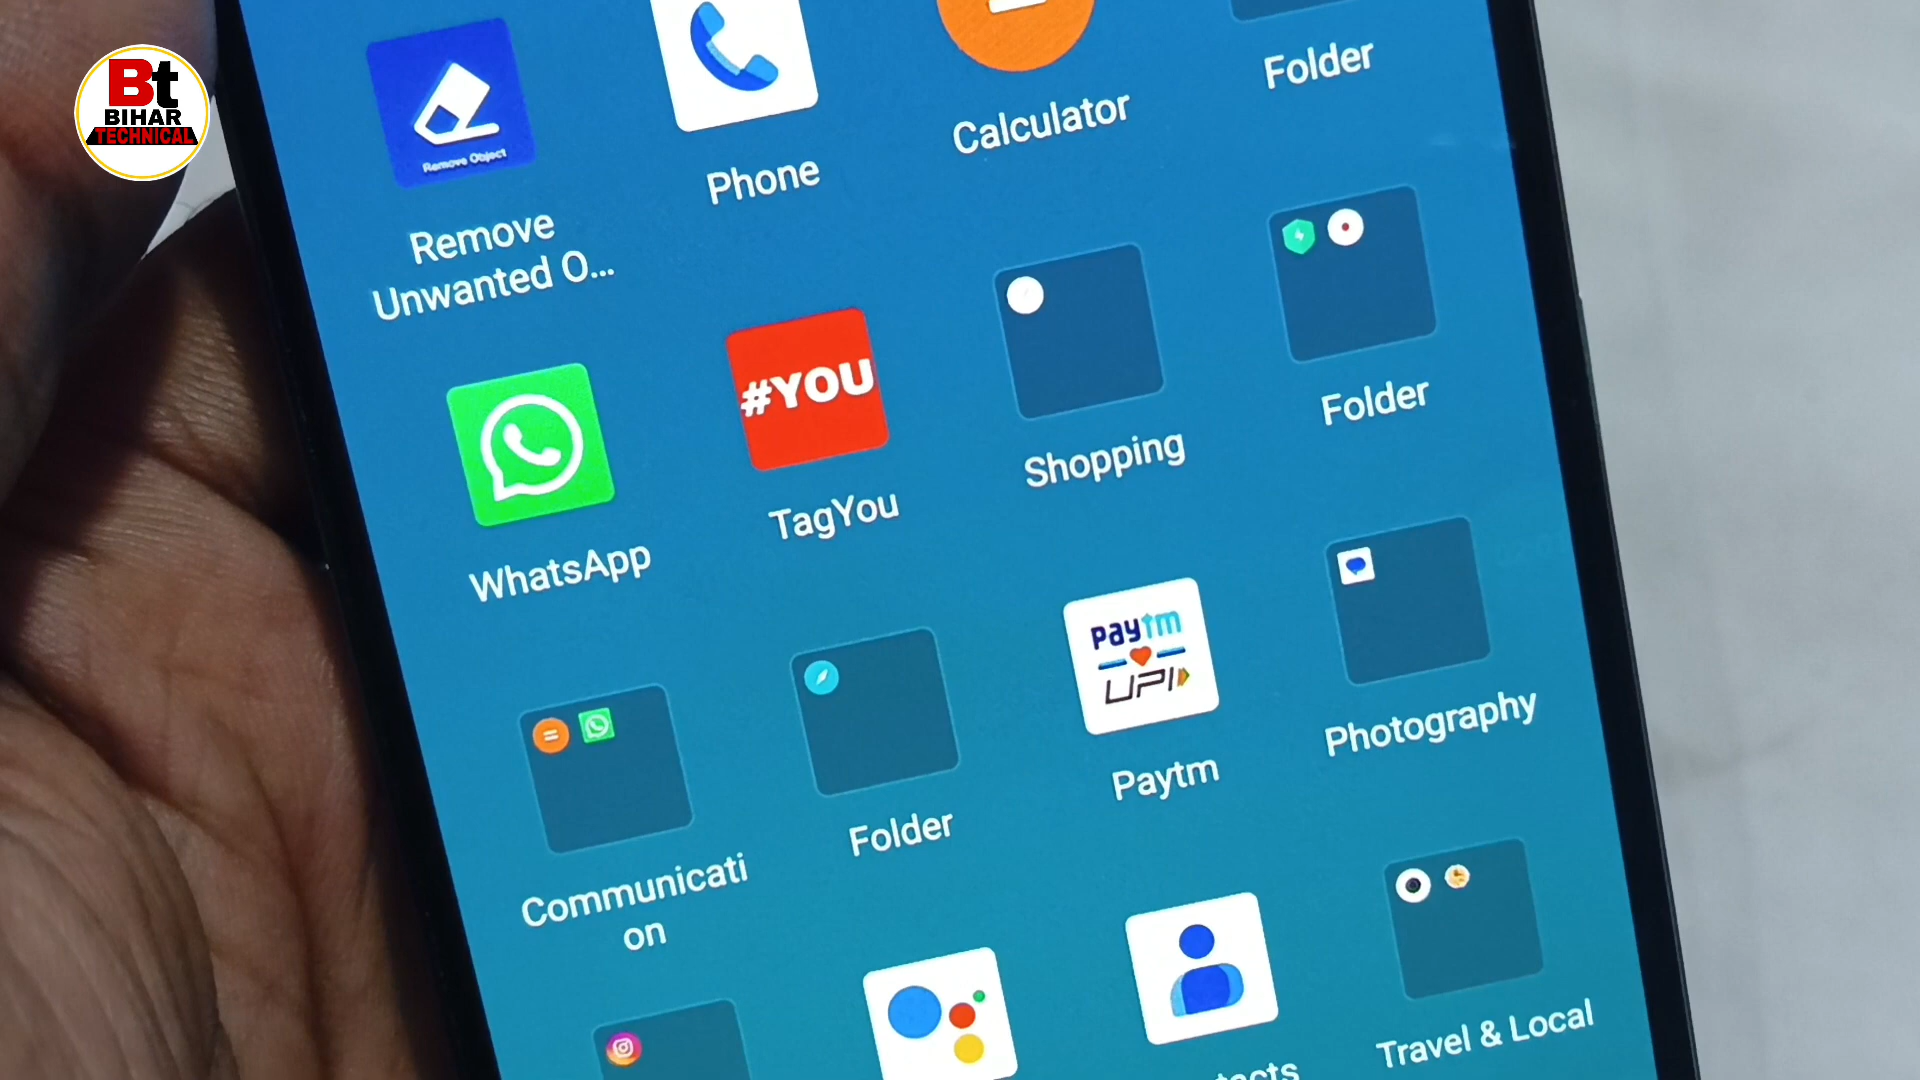 Bt
BIHAR
TECHNICAL
Remove Object
Remove
Unwanted O...
Phone
Calculator
Folder
WhatsApp
#YOU
TagYou
Shopping
Folder
Communicati
on
Folder
paytm
UPI
Paytm
Photography
Travel & Local